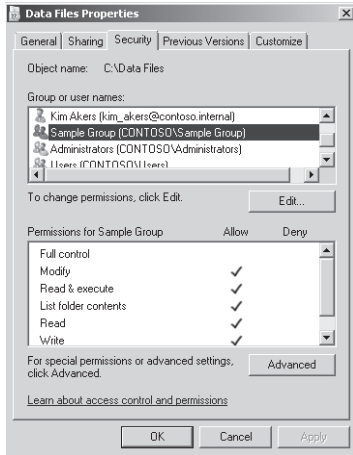 Data Files Properties
General Sharing Security Previous Versions Customize
Object name: C:\Data Files
Group or user names:
Kim Akers (kim_akers@contoso.internal)
Sample Group (CONTOSO\Sample Group)
Administrators (CONTOSO\Administrators)
Users (CONTOSO\Users)
To change permissions, click Edit.
Edit...
Permissions for Sample Group Allow Deny
Full control
Modify
Read & execute
List folder contents
Read
Write
For special permissions or advanced settings,
click Advanced.
Advanced
Learn about access control and permissions
OK Cancel Apply